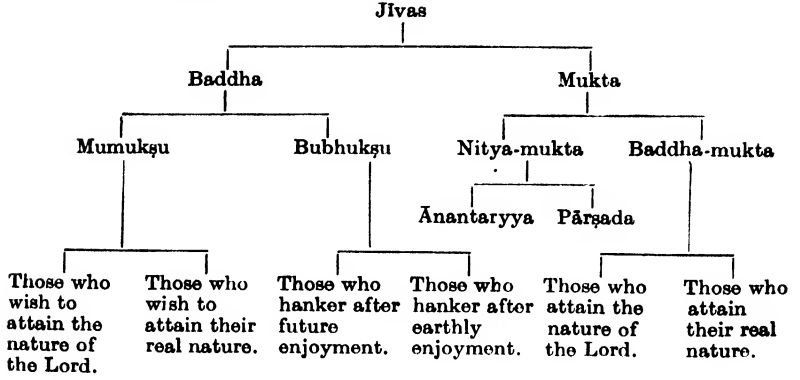 Jīvas
Baddha Mukta
Mumukṣu Bubhukṣu Nitya-mukta Baddha-mukta
Ānantaryya Pārṣada
Those who
wish to
attain the
nature of
the Lord.
Those who
wish to
attain their
real nature.
Those who
hanker after
future
enjoyment.
Those who
hanker after
earthly
enjoyment.
Those who
attain the
nature of
the Lord.
Those who
attain
their real
nature.